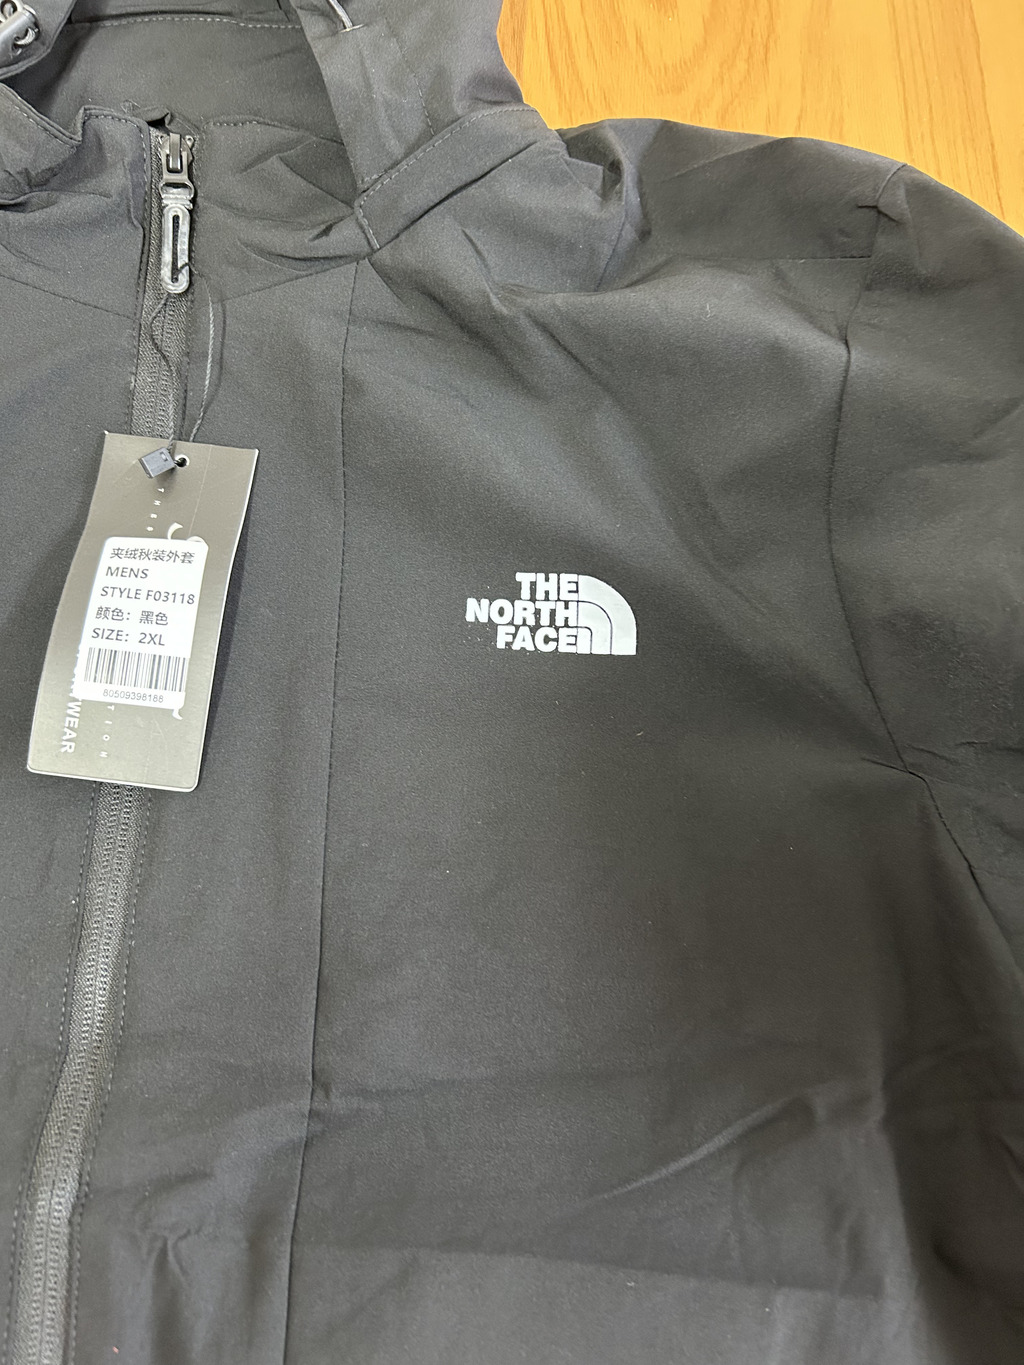 夹绒秋装外套
MENS
STYLE F03118
颜色：黑色
SIZE: 2XL
80509398188
WEAR
THE
NORTH
FACE